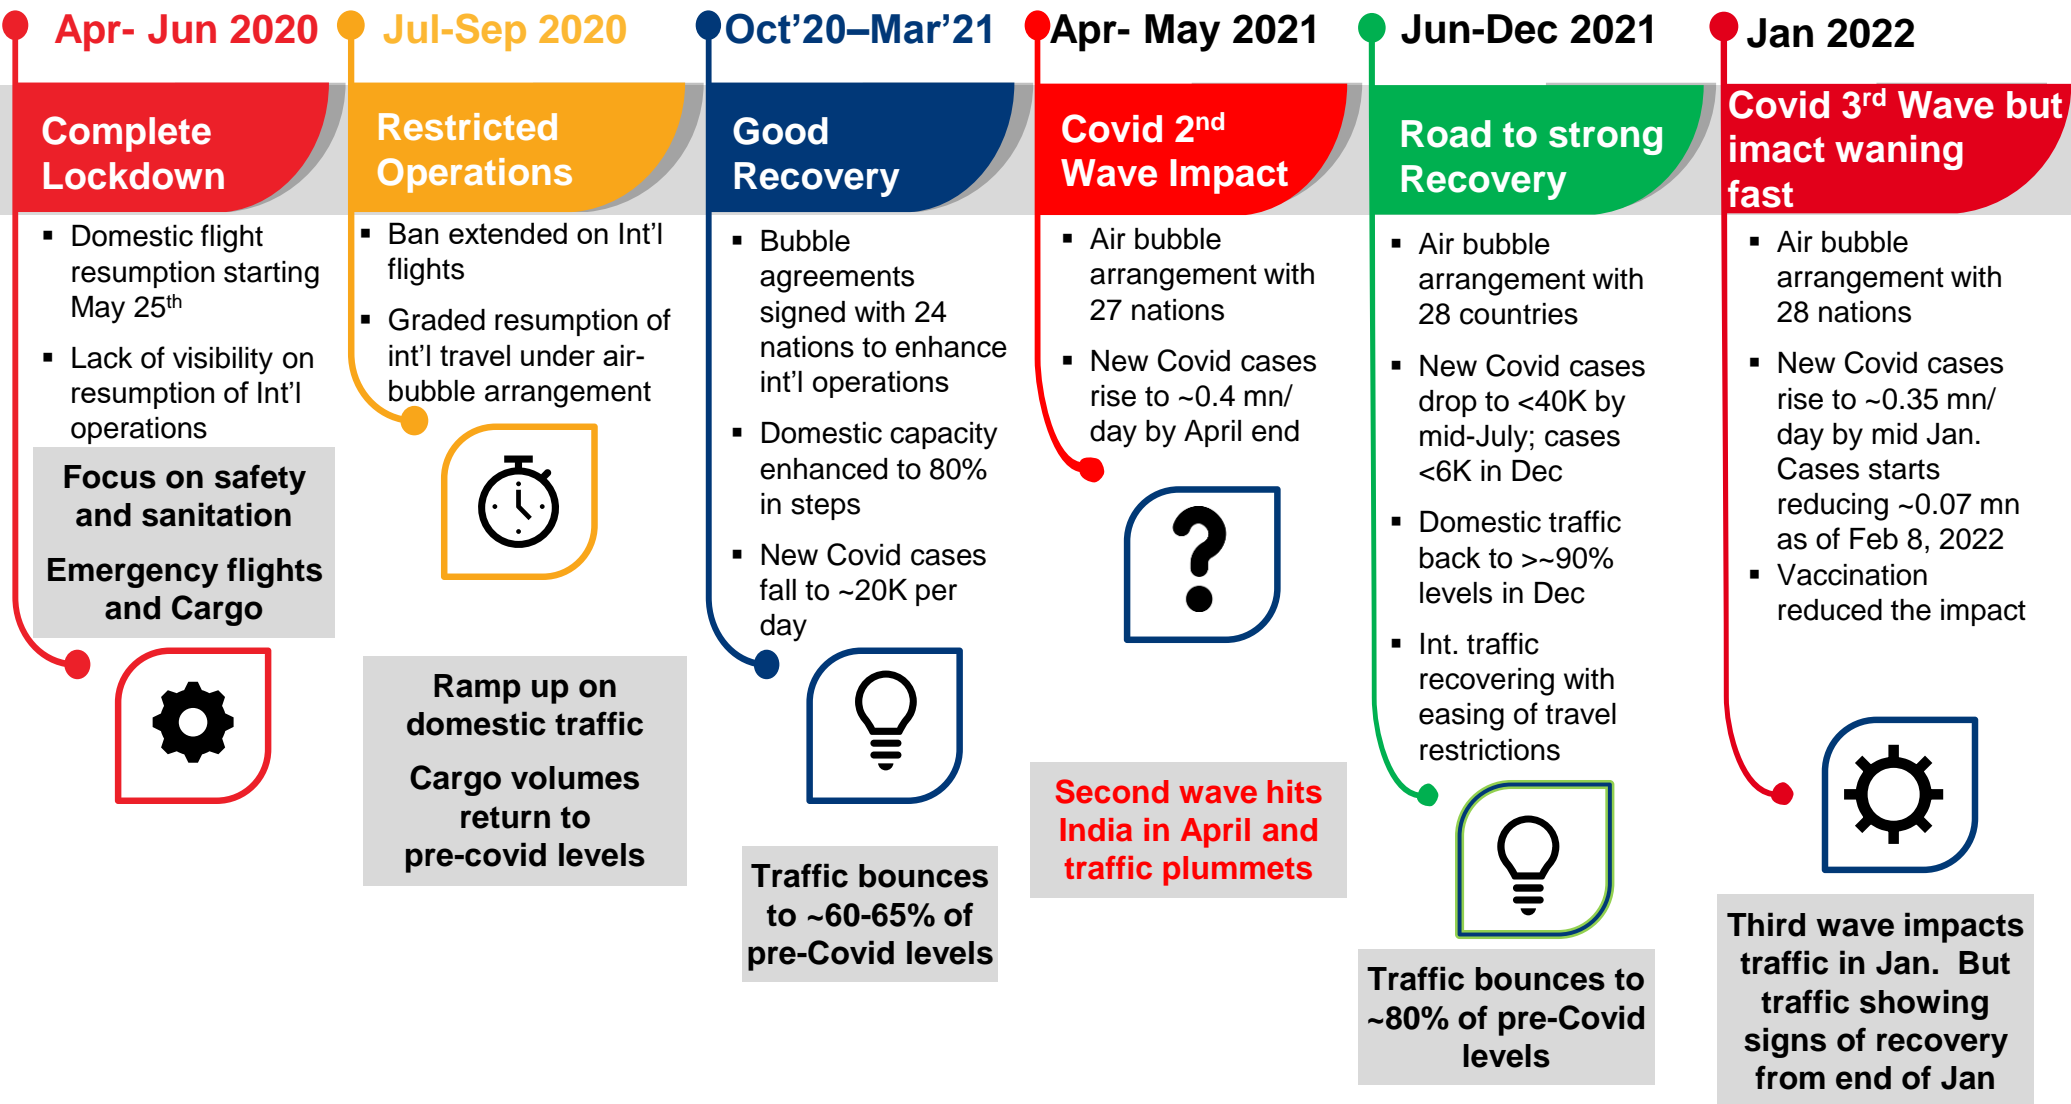 Apr- Jun 2020
Complete
Lockdown
▪ Domestic flight
resumption starting
May 25th
▪ Lack of visibility on
resumption of Int'l
operations
Focus on safety
and sanitation
Emergency flights
and Cargo
Jul-Sep 2020
Restricted
Operations
▪ Ban extended on Int'l
flights
▪ Graded resumption of
int'l travel under air-
bubble arrangement
Ramp up on
domestic traffic
Cargo volumes
return to
pre-covid levels
Oct'20–Mar'21
Good
Recovery
▪ Bubble
agreements
signed with 24
nations to enhance
int'l operations
▪ Domestic capacity
enhanced to 80%
in steps
▪ New Covid cases
fall to ~20K per
day
Traffic bounces
to ~60-65% of
pre-Covid levels
Apr- May 2021
Covid 2nd
Wave Impact
▪ Air bubble
arrangement with
27 nations
▪ New Covid cases
rise to ~0.4 mn/
day by April end
?
Second wave hits
India in April and
traffic plummets
Jun-Dec 2021
Road to strong
Recovery
▪ Air bubble
arrangement with
28 countries
▪ New Covid cases
drop to <40K by
mid-July; cases
<6K in Dec
▪ Domestic traffic
back to >~90%
levels in Dec
▪ Int. traffic
recovering with
easing of travel
restrictions
Traffic bounces to
~80% of pre-Covid
levels
Jan 2022
Covid 3rd Wave but
imact waning
fast
▪ Air bubble
arrangement with
28 nations
▪ New Covid cases
rise to ~0.35 mn/
day by mid Jan.
Cases starts
reducing ~0.07 mn
as of Feb 8, 2022
▪ Vaccination
reduced the impact
Third wave impacts
traffic in Jan. But
traffic showing
signs of recovery
from end of Jan